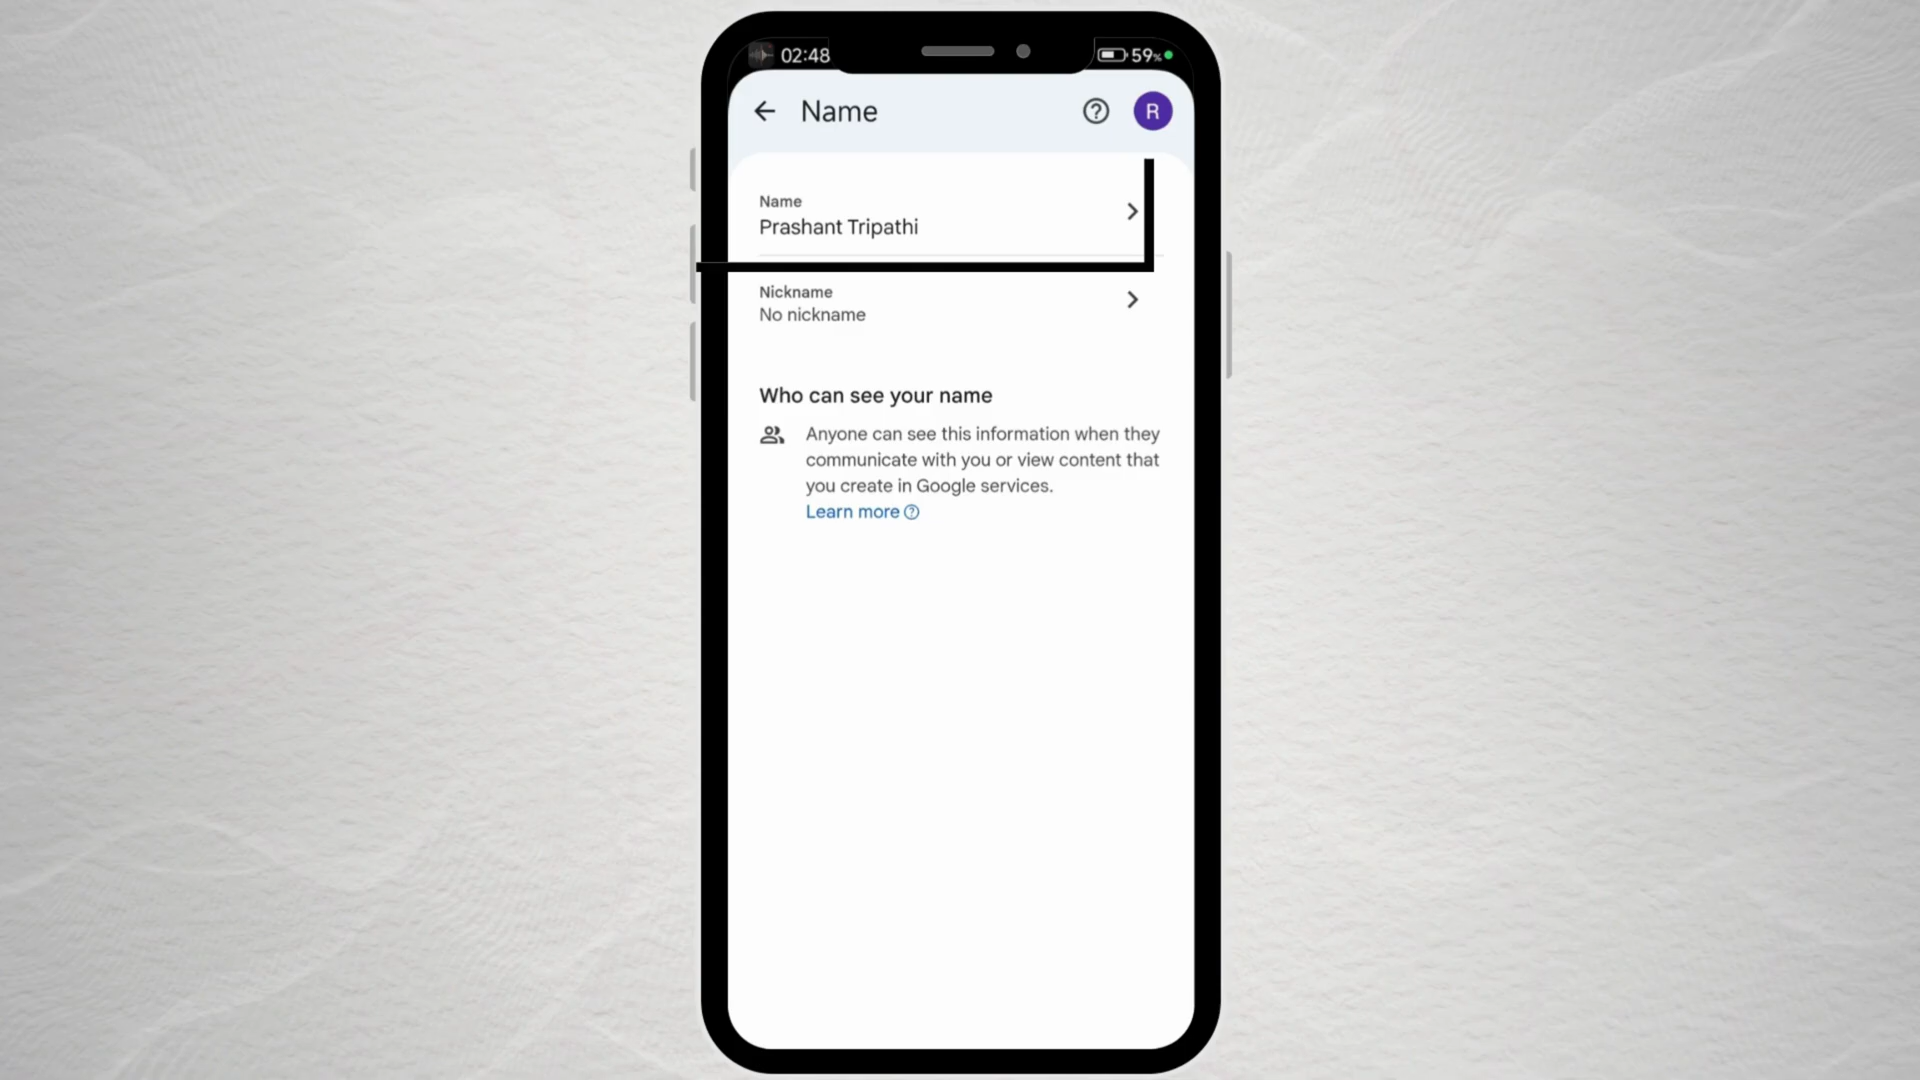 02:48
59%
Name
R
Name
Prashant Tripathi
Nickname
No nickname
Who can see your name
Anyone can see this information when they
communicate with you or view content that
you create in Google services.
Learn more